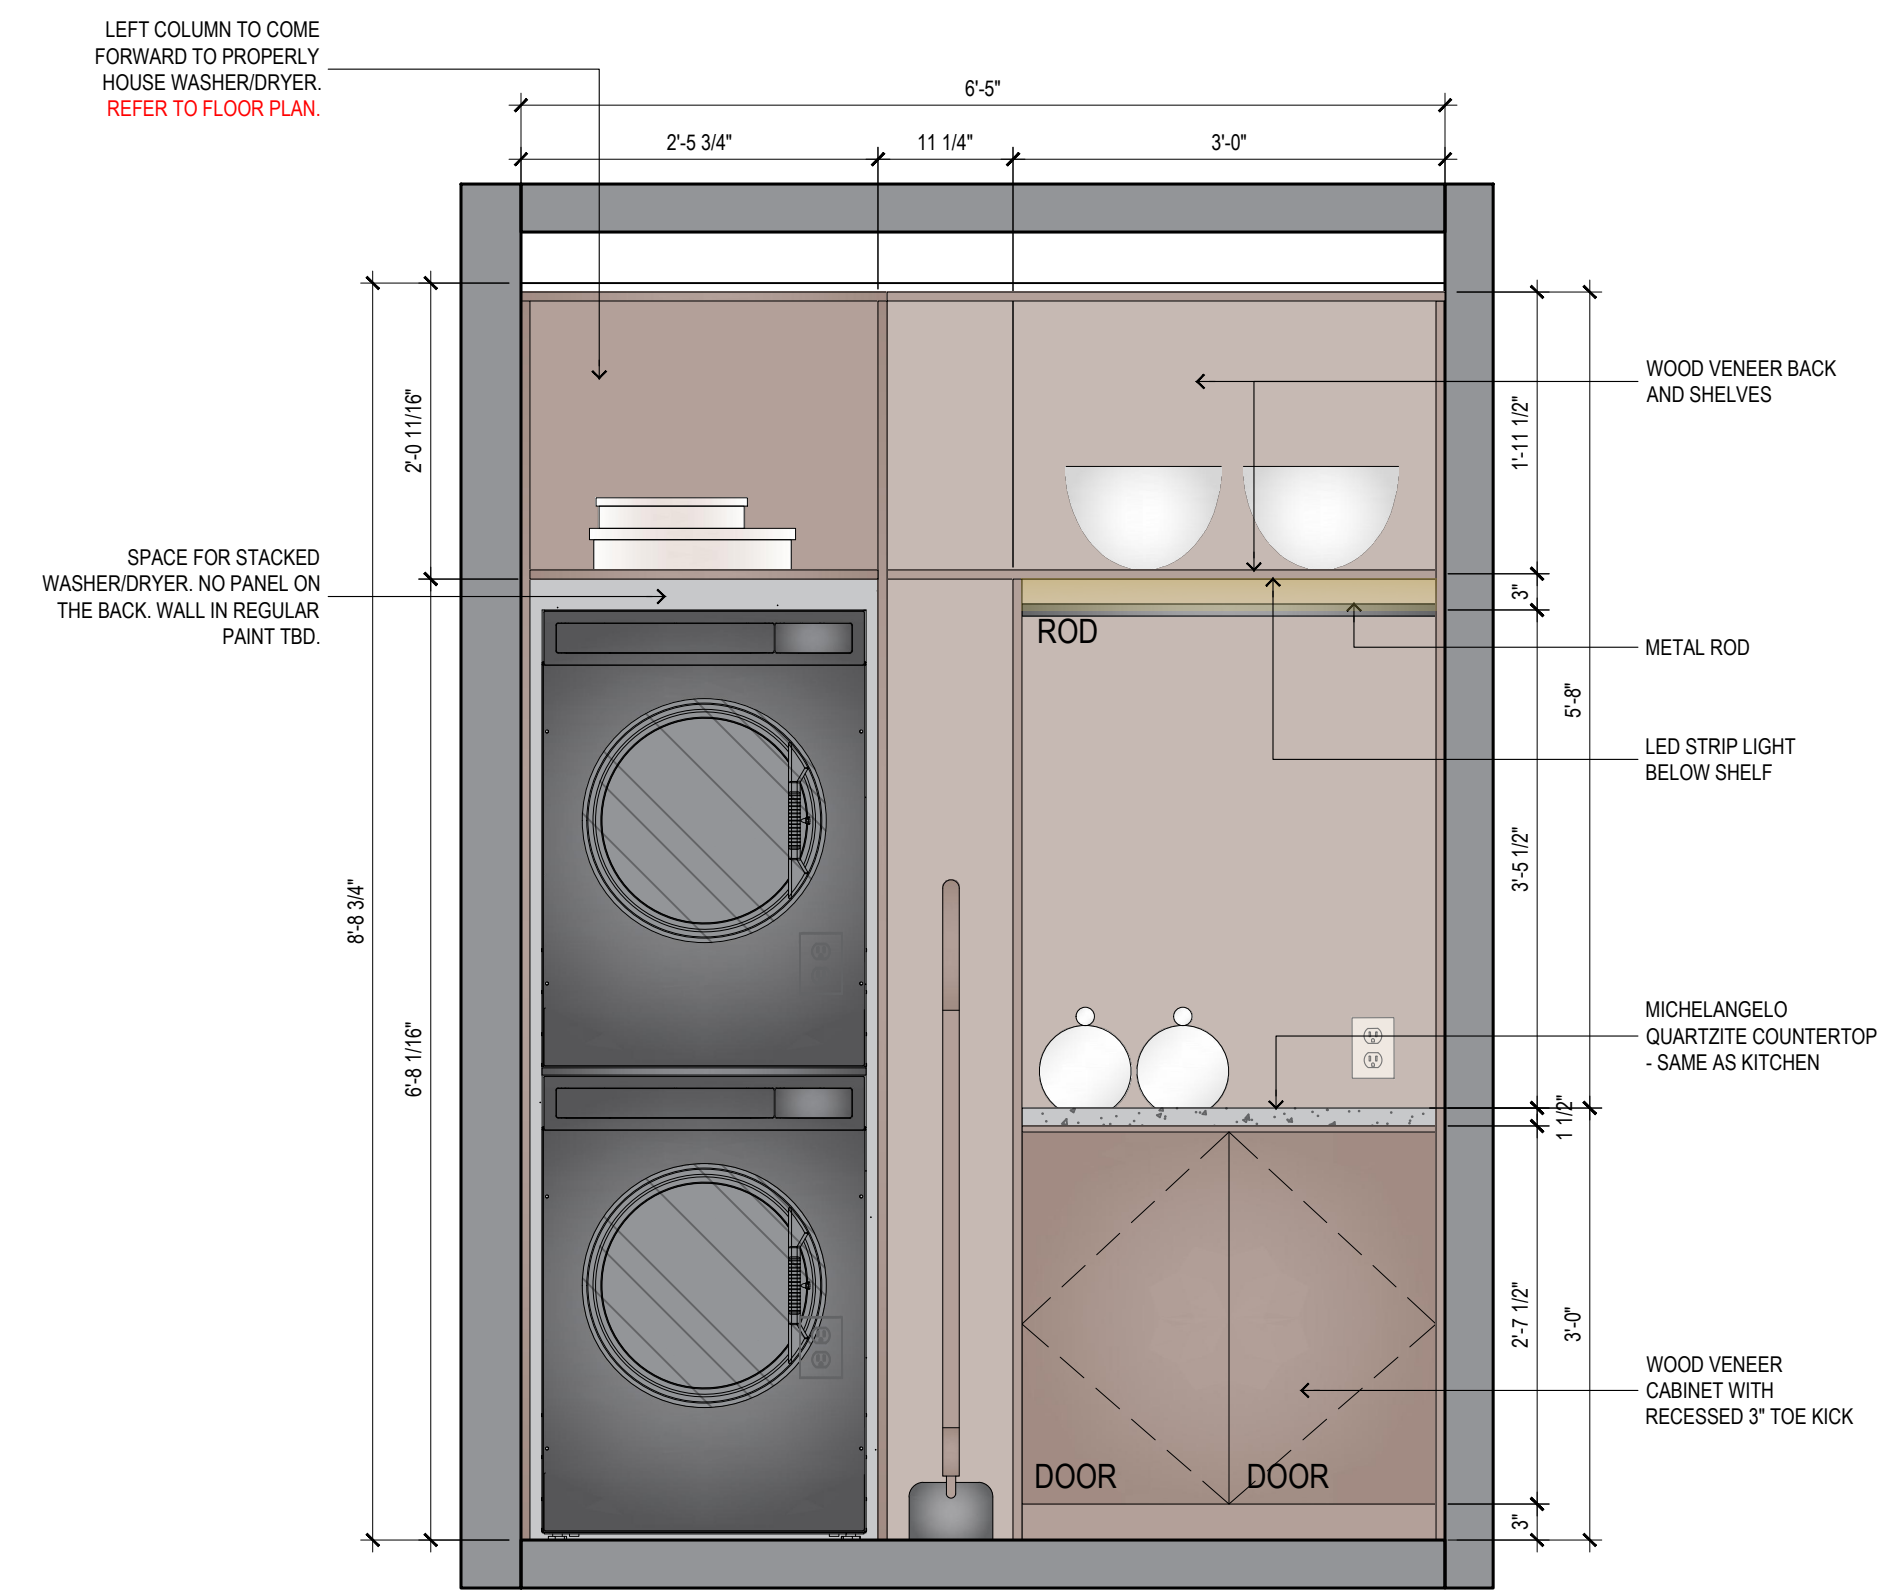 LEFT COLUMN TO COME
FORWARD TO PROPERLY
HOUSE WASHER/DRYER.
REFER TO FLOOR PLAN.
6'-5"
2'-5 3/4"
11 1/4"
3'-0"
2'-0 11/16"
8'-8 3/4"
6'-8 1/16"
SPACE FOR STACKED
WASHER/DRYER. NO PANEL ON
THE BACK. WALL IN REGULAR
PAINT TBD.
ROD
DOOR
DOOR
1'-11 1/2"
3"
5'-8"
3'-5 1/2"
1 1/2"
2'-7 1/2"
3'-0"
3"
WOOD VENEER BACK
AND SHELVES
METAL ROD
LED STRIP LIGHT
BELOW SHELF
MICHELANGELO
QUARTZITE COUNTERTOP
- SAME AS KITCHEN
WOOD VENEER
CABINET WITH
RECESSED 3" TOE KICK